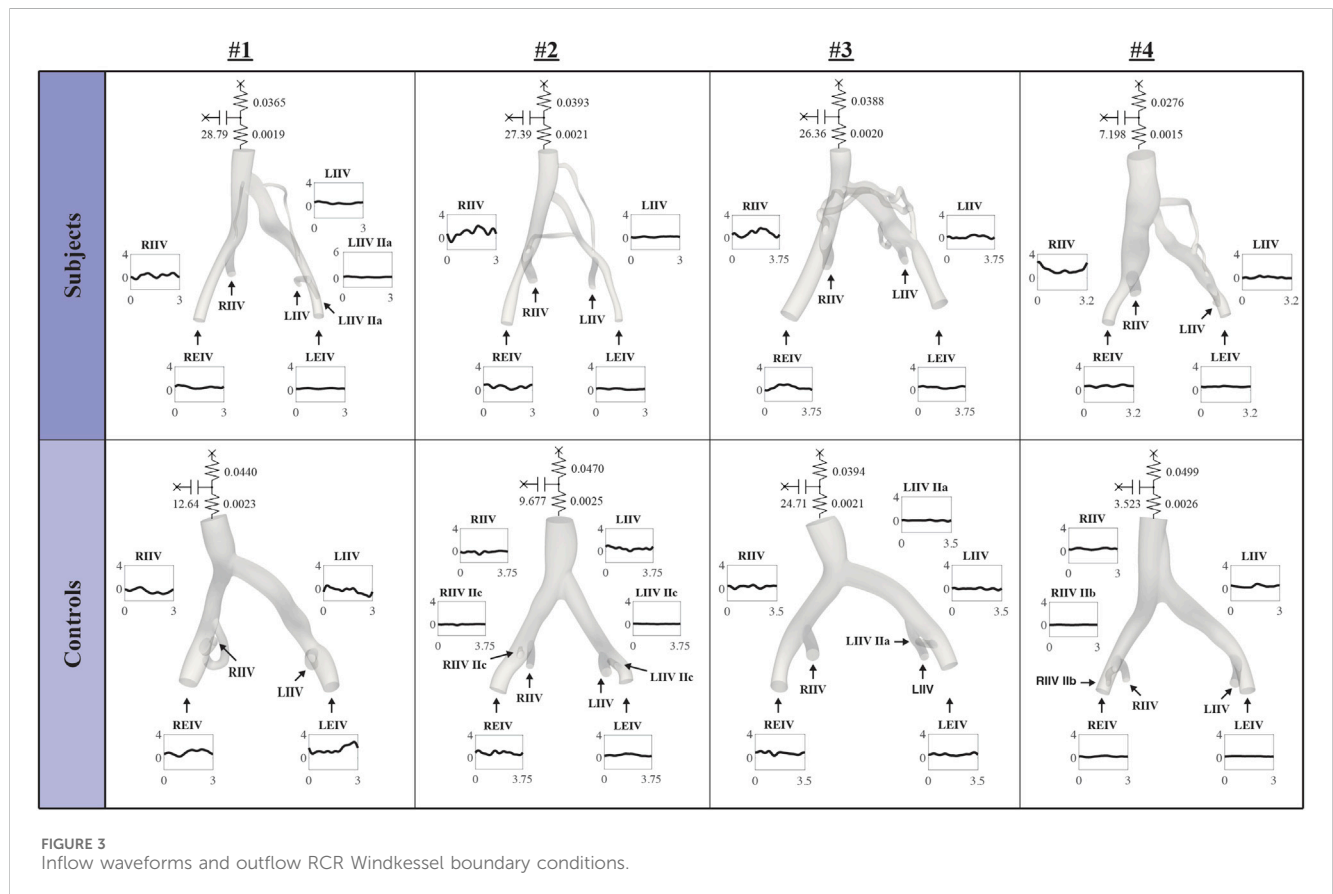 #1
#2
#3
#4
Subjects
0.0365
28.79
0.0019
LIIV
4
0
0
3
RIIV
4
0
0
3
LIIV IIa
6
0
0
3
RIIV
LIIV
LIIV IIa
REIV
4
0
0
3
LEIV
4
0
0
3
0.0393
27.39
0.0021
RIIV
4
0
0
3
LIIV
4
0
0
3
RIIV
LIIV
REIV
4
0
0
3
LEIV
4
0
0
3
0.0388
26.36
0.0020
RIIV
4
0
0
3.75
LIIV
4
0
0
3.75
RIIV
LIIV
REIV
4
0
0
3.75
LEIV
4
0
0
3.75
0.0276
7.198
0.0015
RIIV
4
0
0
3.2
LIIV
4
0
0
3.2
RIIV
LIIV
REIV
4
0
0
3.2
LEIV
4
0
0
3.2
Controls
0.0440
12.64
0.0023
RIIV
4
0
0
3
LIIV
4
0
0
3
RIIV
LIIV
REIV
4
0
0
3
LEIV
4
0
0
3
0.0470
9.677
0.0025
RIIV
4
0
0
3.75
LIIV
4
0
0
3.75
RIIV IIc
4
0
0
3.75
LIIV IIc
4
0
0
3.75
RIIV IIc
RIIV
LIIV
LIIV IIc
REIV
4
0
0
3.75
LEIV
4
0
0
3.75
0.0394
24.71
0.0021
LIIV IIa
4
0
0
3.5
RIIV
4
0
0
3.5
LIIV
4
0
0
3.5
LIIV IIa
RIIV
LIIV
REIV
4
0
0
3.5
LEIV
4
0
0
3.5
0.0499
3.523
0.0026
RIIV
4
0
0
3
LIIV
4
0
0
3
RIIV IIb
4
0
0
3
RIIV IIb
RIIV
LIIV
REIV
4
0
0
3
LEIV
4
0
0
3
FIGURE 3
Inflow waveforms and outflow RCR Windkessel boundary conditions.